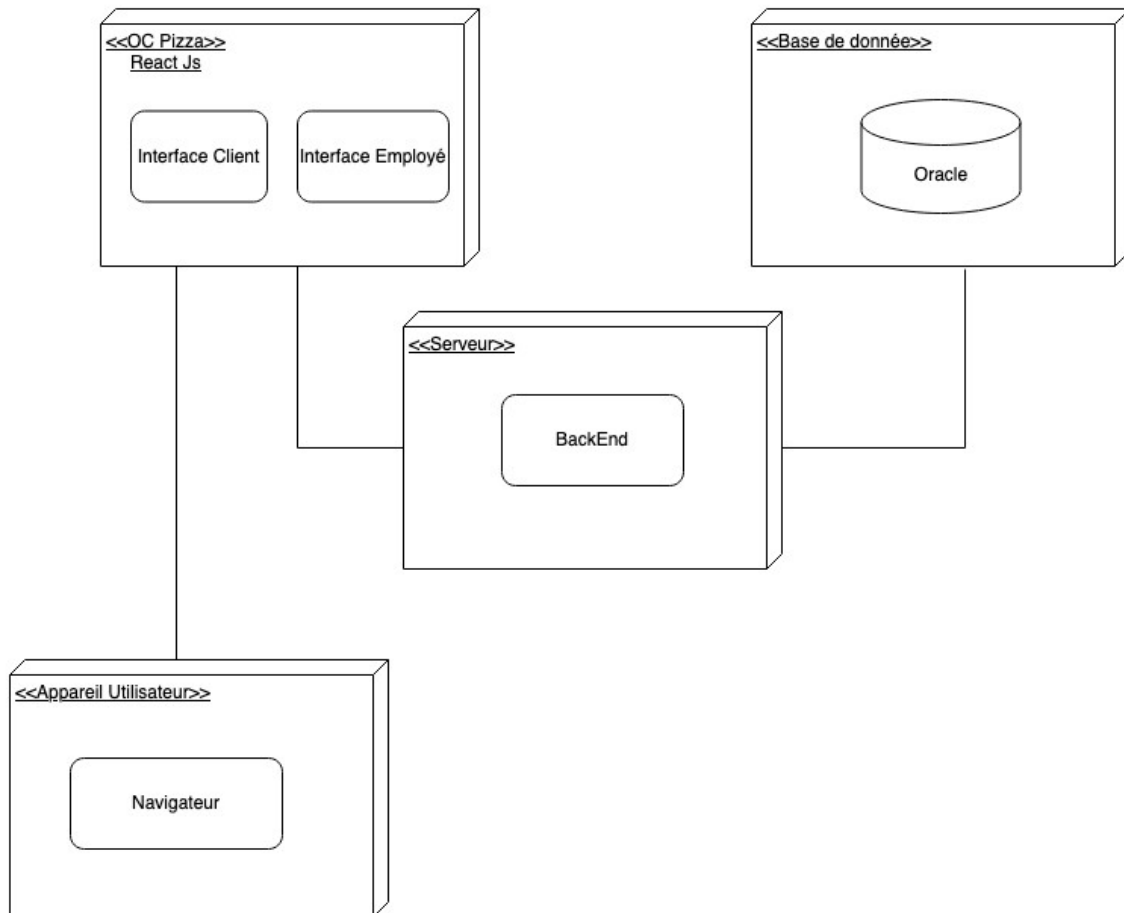 <<OC Pizza>>
React Js
Interface Client
Interface Employé
<<Base de donnée>>
Oracle
<<Serveur>>
BackEnd
<<Appareil Utilisateur>>
Navigateur